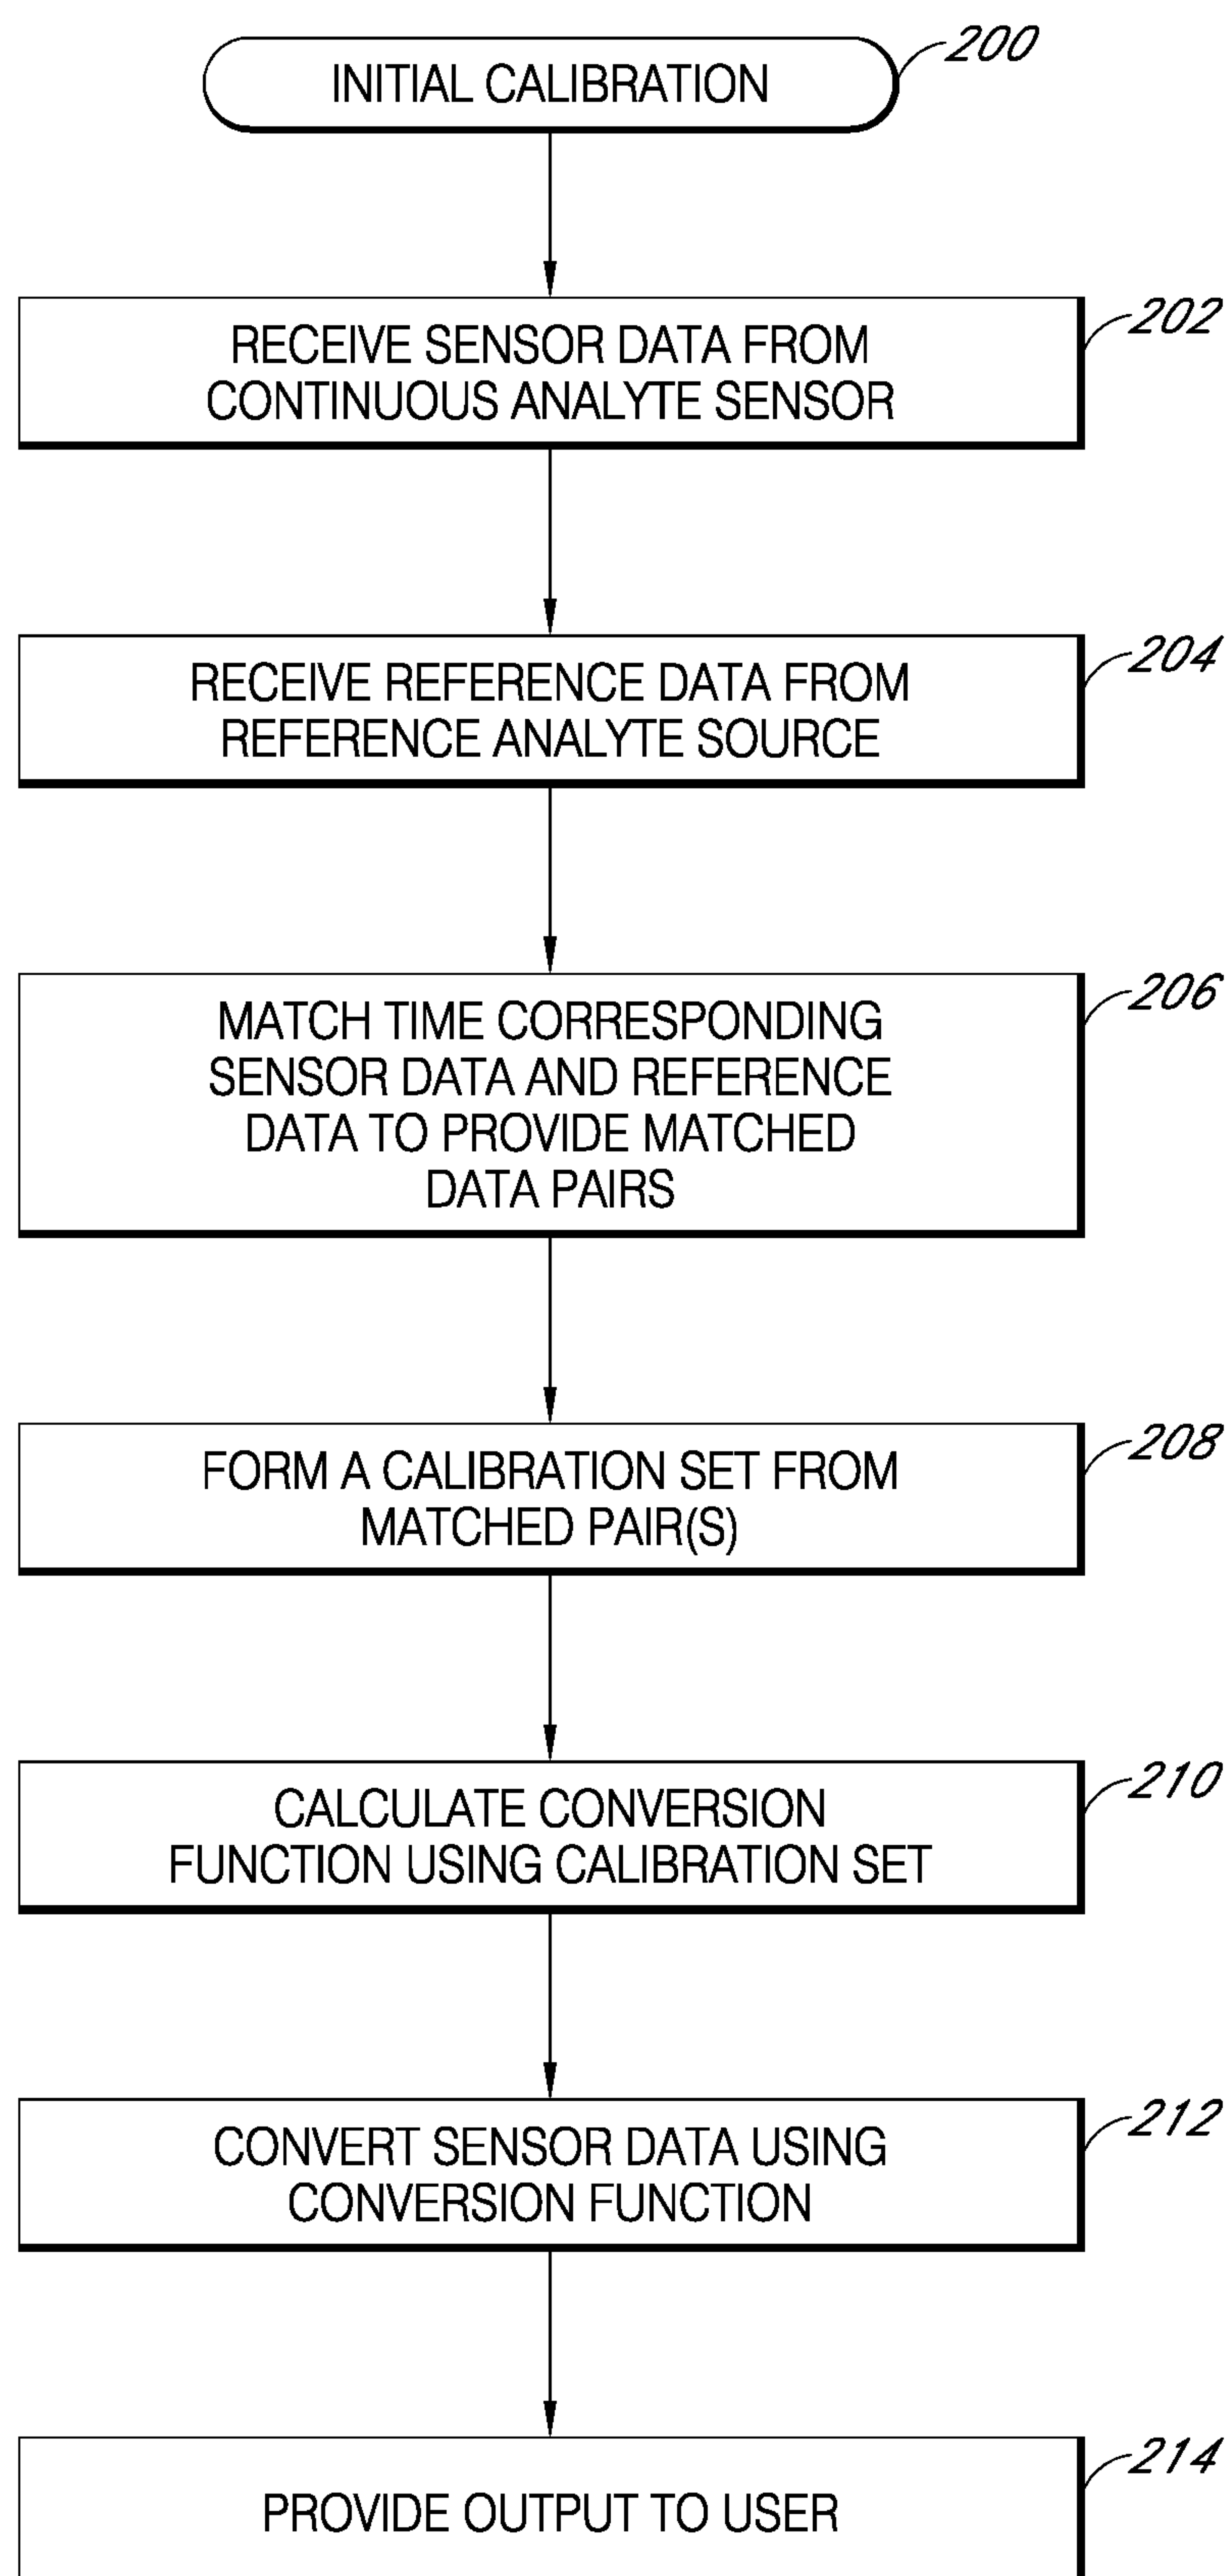 INITIAL CALIBRATION
200
RECEIVE SENSOR DATA FROM
CONTINUOUS ANALYTE SENSOR
202
RECEIVE REFERENCE DATA FROM
REFERENCE ANALYTE SOURCE
204
MATCH TIME CORRESPONDING
SENSOR DATA AND REFERENCE
DATA TO PROVIDE MATCHED
DATA PAIRS
206
FORM A CALIBRATION SET FROM
MATCHED PAIR(S)
208
CALCULATE CONVERSION
FUNCTION USING CALIBRATION SET
210
CONVERT SENSOR DATA USING
CONVERSION FUNCTION
212
PROVIDE OUTPUT TO USER
214